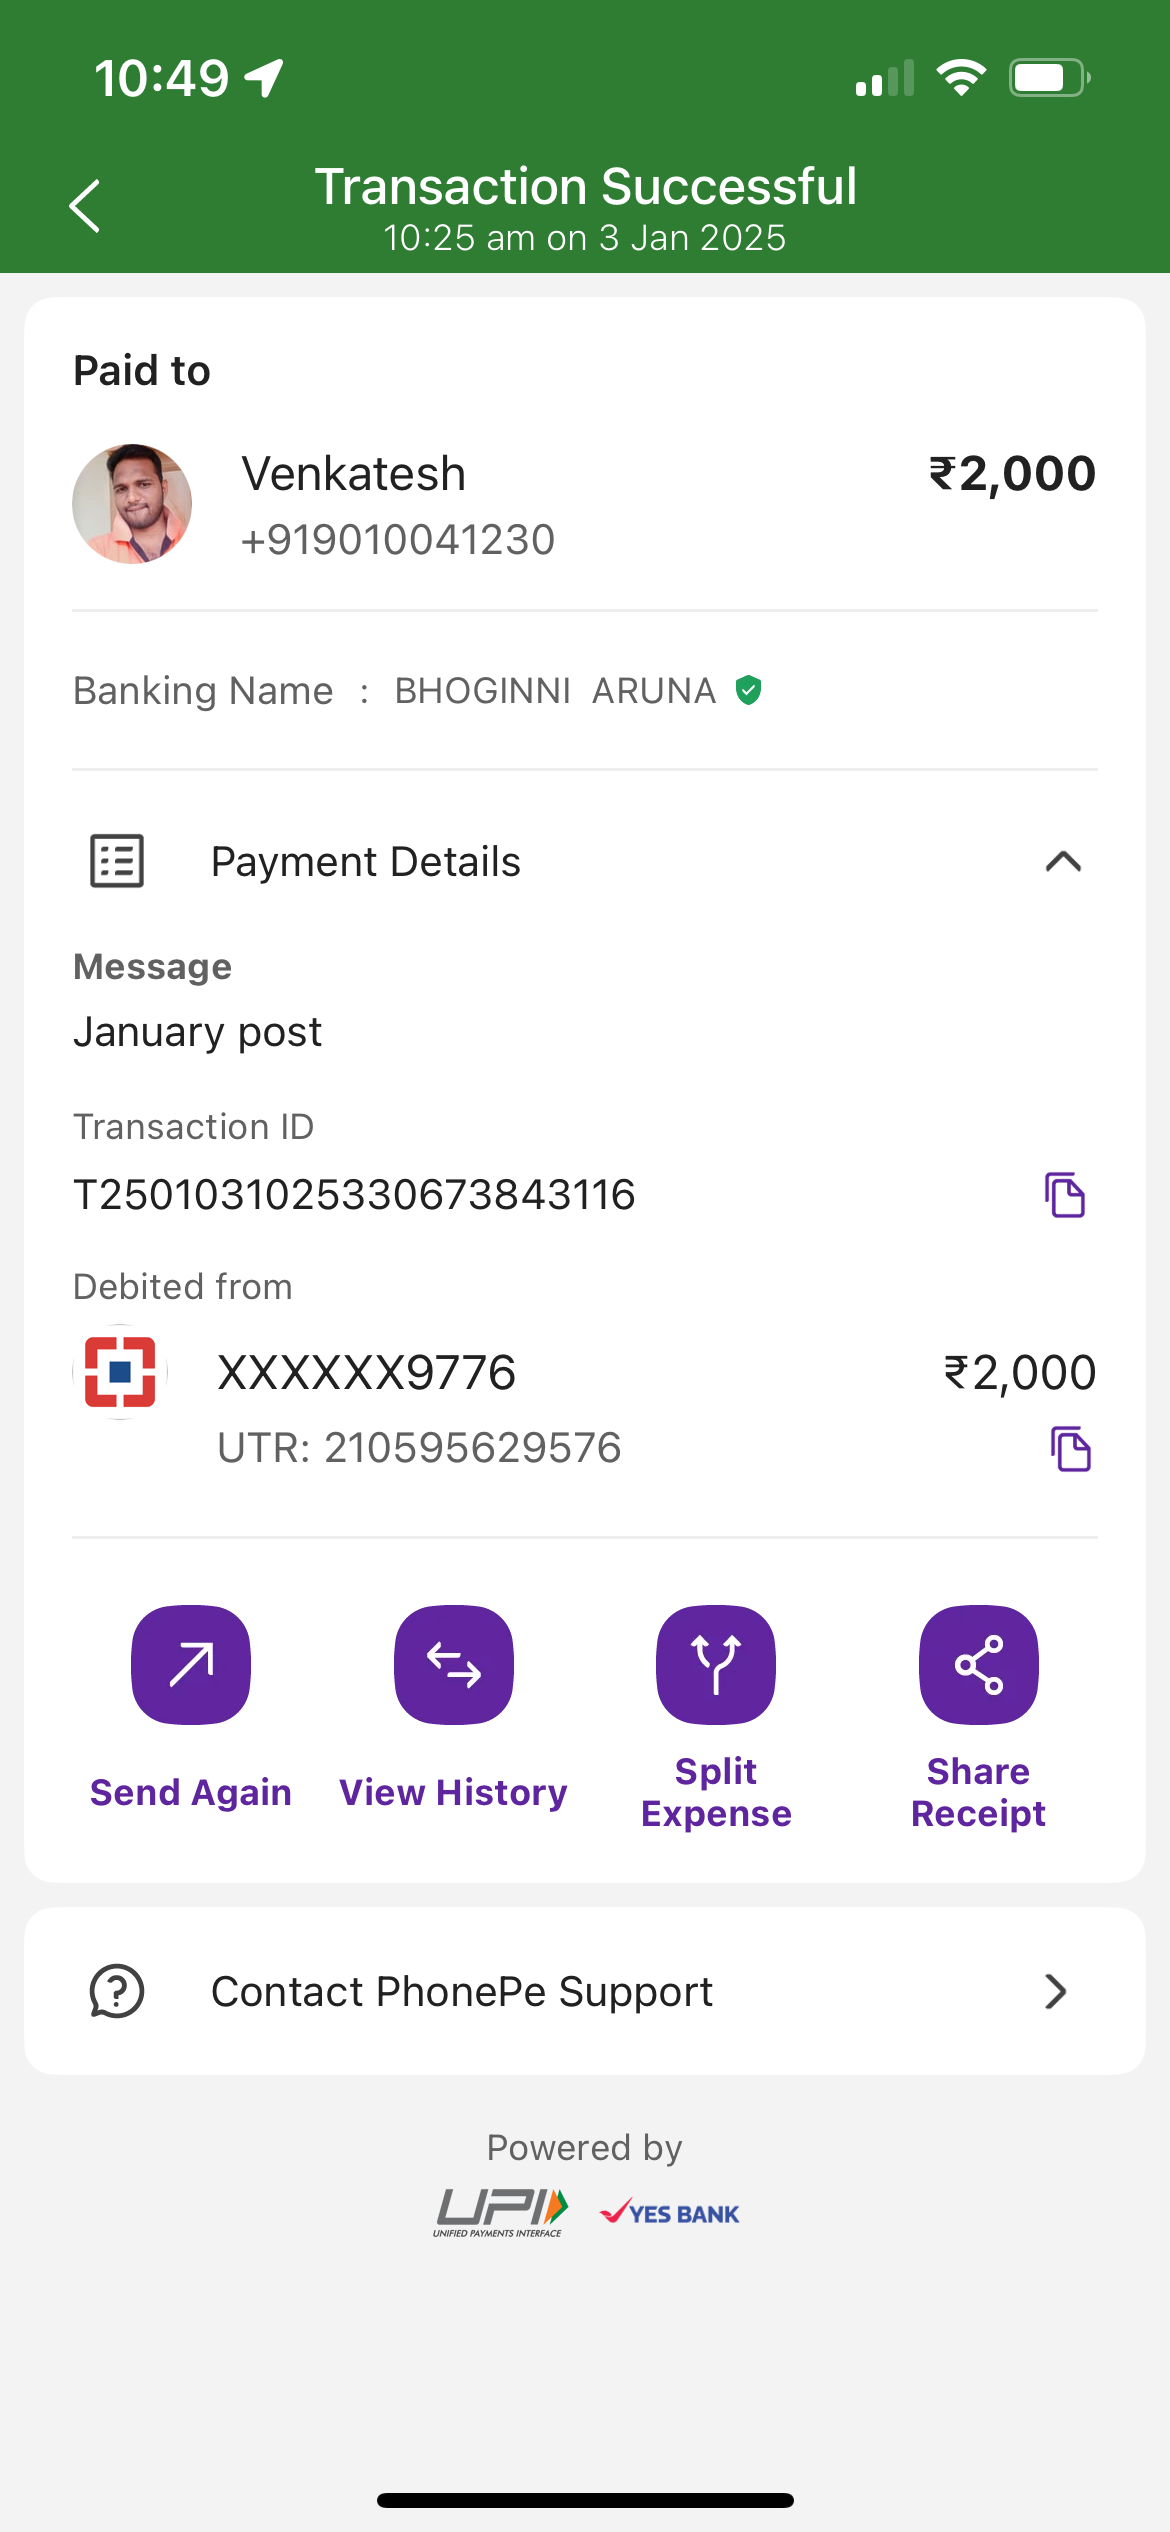 10:49
Transaction Successful
10:25 am on 3 Jan 2025
Paid to
Venkatesh
₹2,000
+919010041230
Banking Name : BHOGINNI ARUNA
Payment Details
Message
January post
Transaction ID
T2501031025330673843116
Debited from
XXXXXX9776
₹2,000
UTR: 210595629576
Send Again
View History
Split
Expense
Share
Receipt
Contact PhonePe Support
Powered by
UPI
UNIFIED PAYMENTS INTERFACE
YES BANK